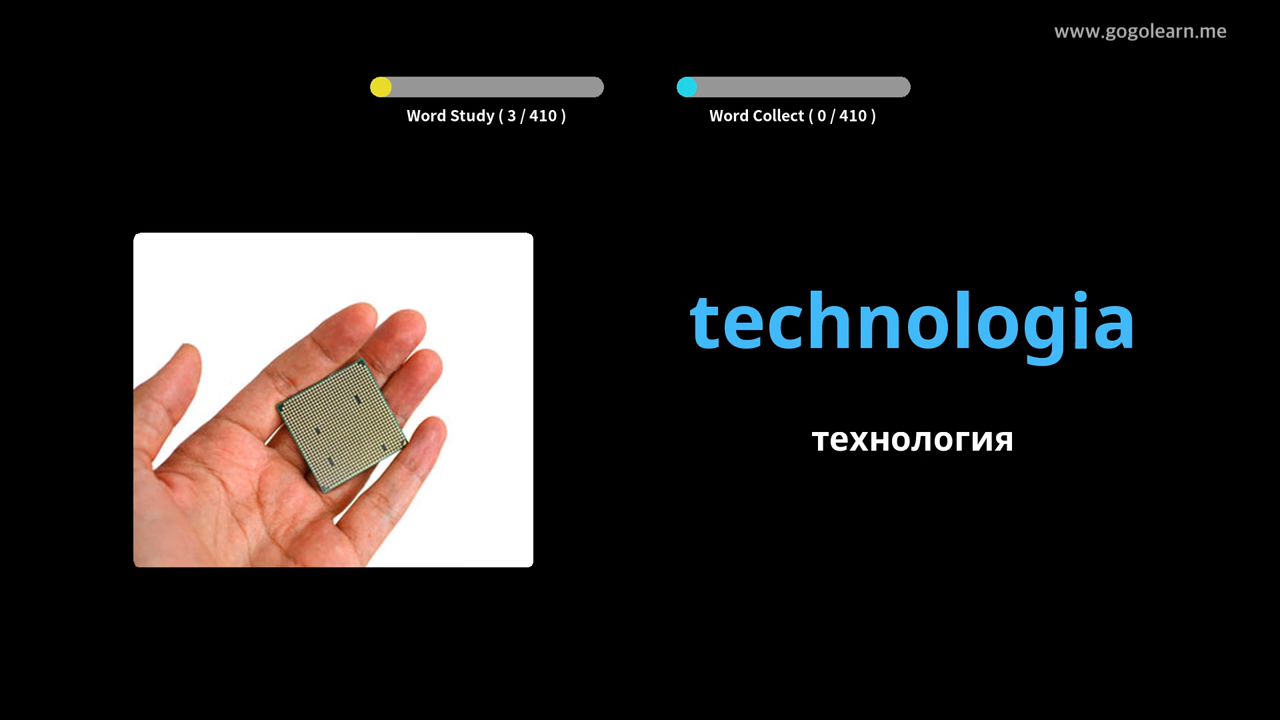 www.gogolearn.me
Word Study ( 3 / 410 )
Word Collect ( 0 / 410 )
technologia
технология